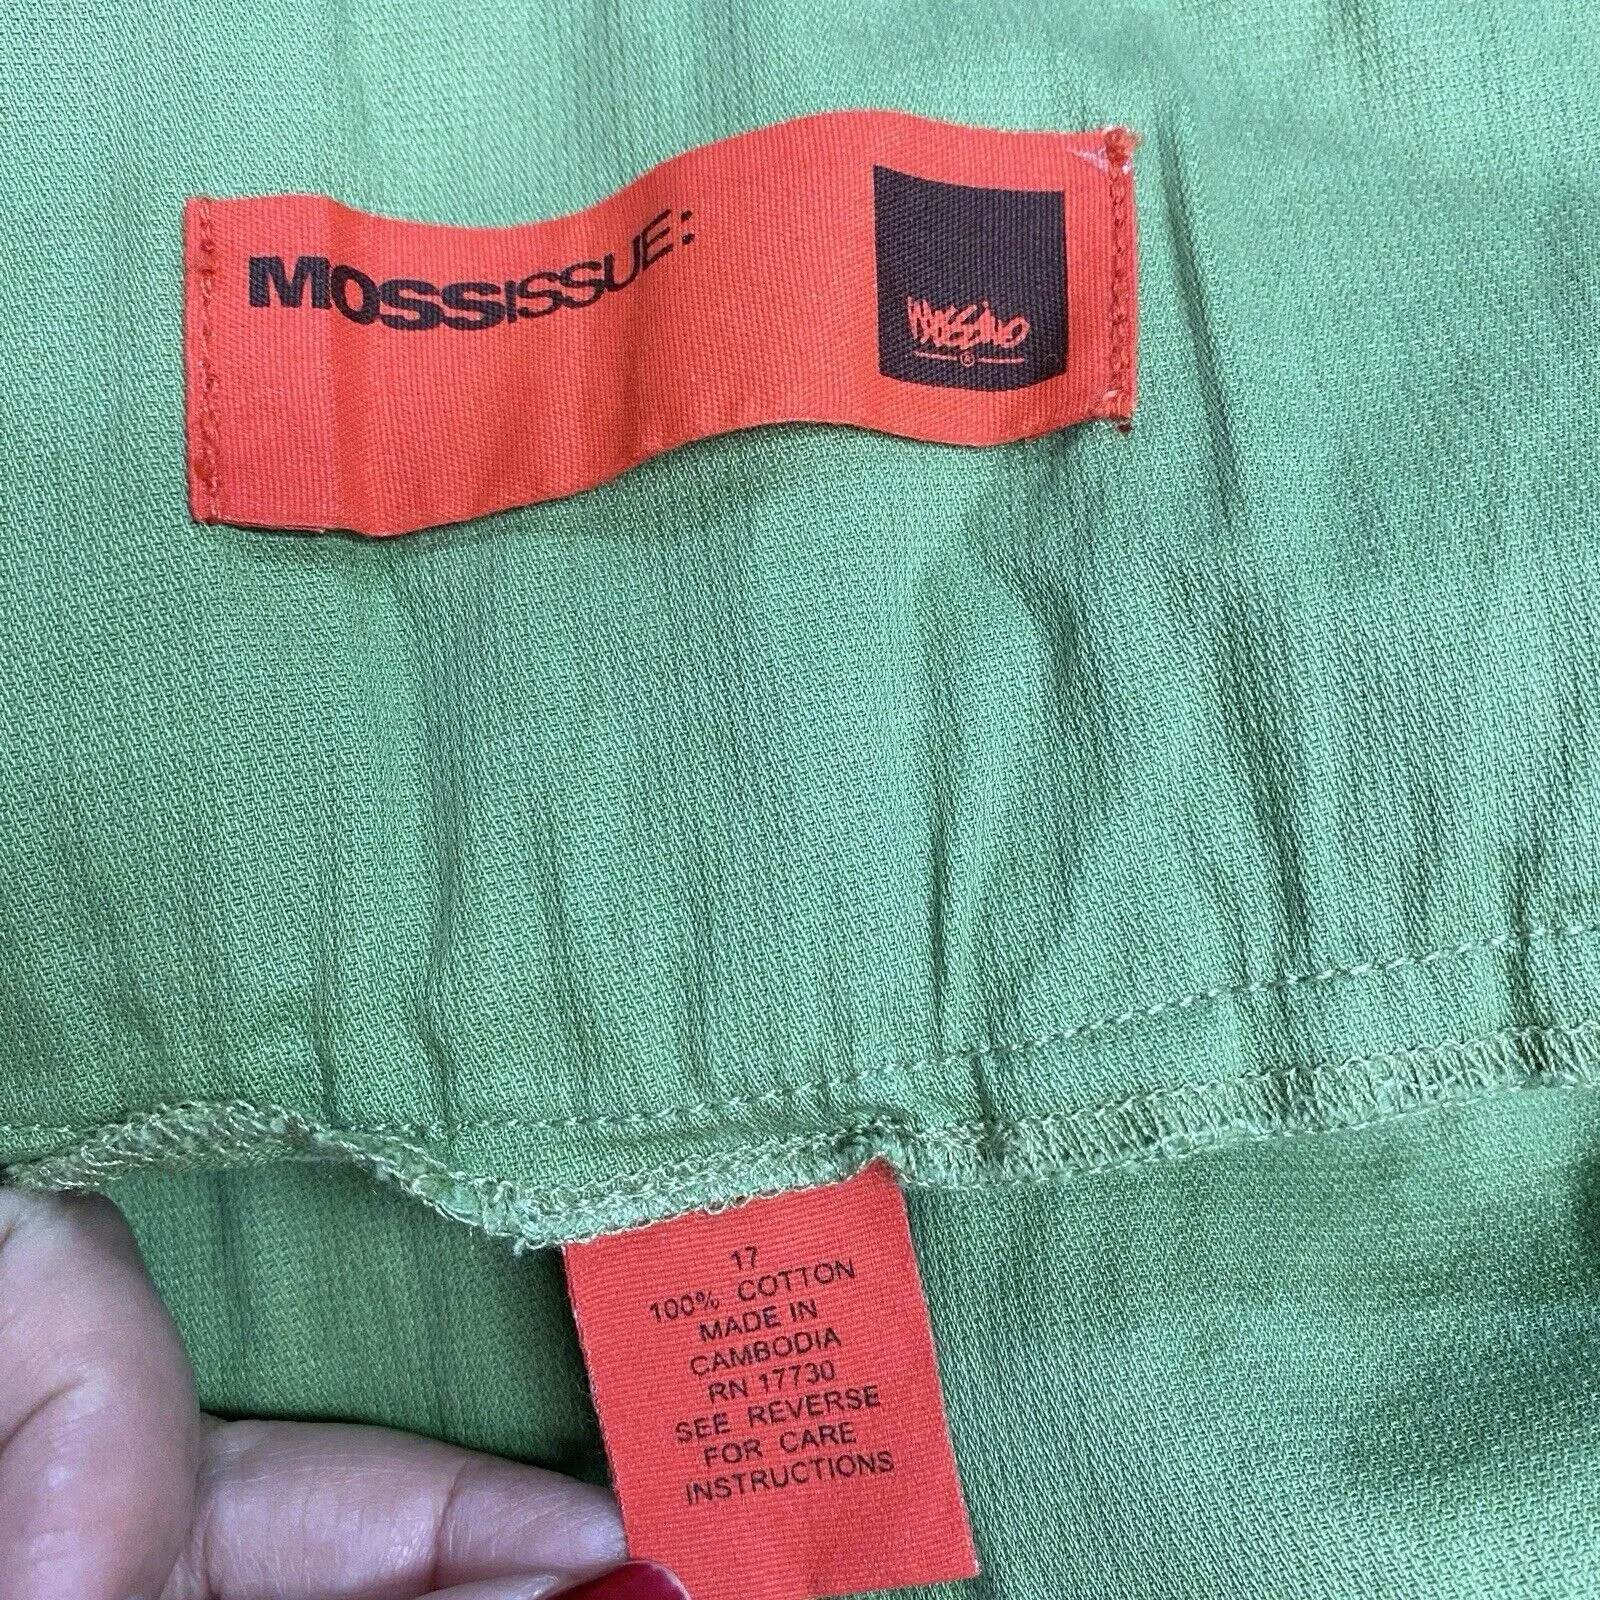 MOSSISSUE:
Mossimo
®
17
100% COTTON
MADE IN
CAMBODIA
RN 17730
SEE REVERSE
FOR CARE
INSTRUCTIONS